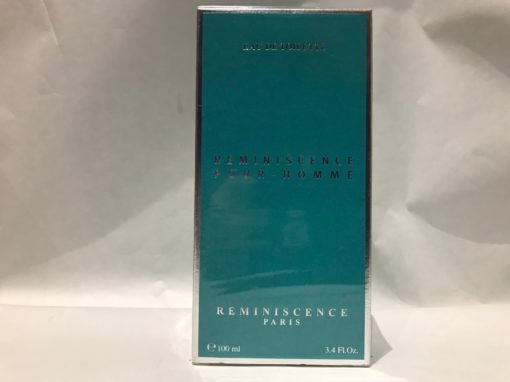 EAU DE TOILETTE
REMINISCENCE
POUR - HOMME
REMINISCENCE
PARIS
℮ 100 ml 3.4 Fl.Oz.